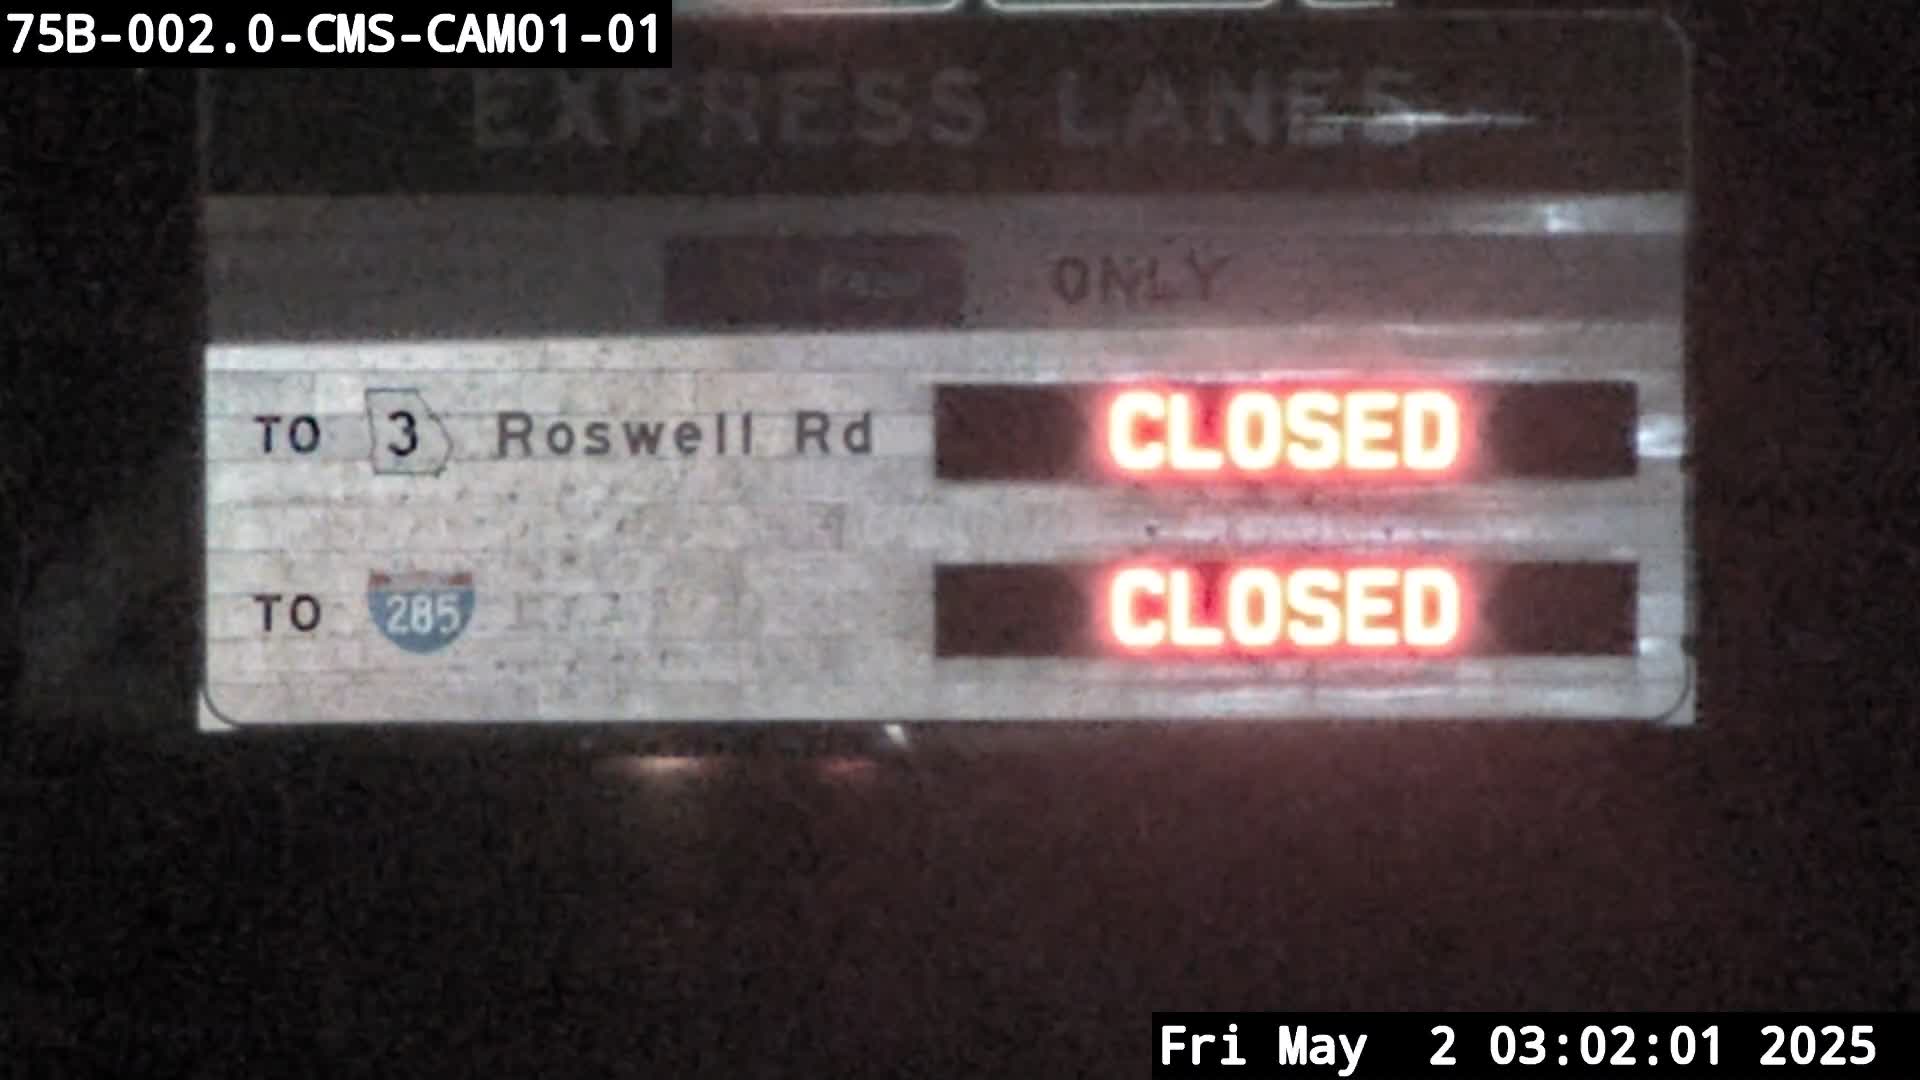 75B-002.0-CMS-CAM01-01
EXPRESS LANES
ONLY
TO 3 Roswell Rd CLOSED
TO 285 CLOSED
Fri May 2 03:02:01 2025